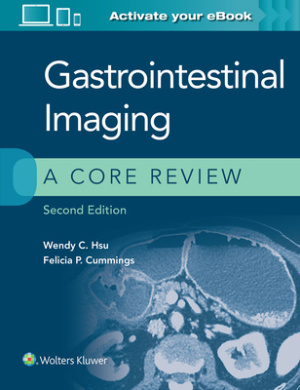 Activate your eBook
Gastrointestinal
Imaging
A CORE REVIEW
Second Edition
Wendy C. Hsu
Felicia P. Cummings
Wolters Kluwer